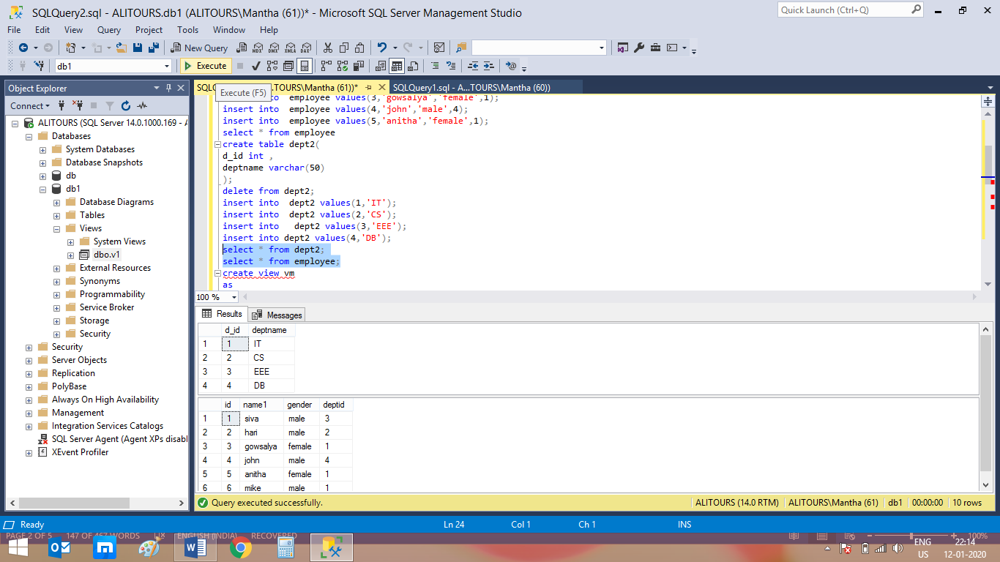 SQLQuery2.sql - ALITOURS.db1 (ALITOURS\Mantha (61))* - Microsoft SQL Server Management Studio
Quick Launch (Ctrl+Q)
File Edit View Query Project Tools Window Help
New Query
MDX DMX XMLA DAX
db1
Execute
Object Explorer
SQLC ...TOURS\Mantha (61))*
SQLQuery1.sql - A...TOURS\Mantha (60))
Execute (F5)
Connect
ALITOURS (SQL Server 14.0.1000.169 - A
Databases
System Databases
Database Snapshots
db
db1
Database Diagrams
Tables
Views
System Views
dbo.v1
External Resources
Synonyms
Programmability
Service Broker
Storage
Security
Security
Server Objects
Replication
PolyBase
Always On High Availability
Management
Integration Services Catalogs
SQL Server Agent (Agent XPs disabl
XEvent Profiler
into employee values(3,'gowsalya','female',1);
insert into employee values(4,'john','male',4);
insert into employee values(5,'anitha','female',1);
select * from employee
create table dept2(
d_id int ,
deptname varchar(50)
);
delete from dept2;
insert into dept2 values(1,'IT');
insert into dept2 values(2,'CS');
insert into dept2 values(3,'EEE');
insert into dept2 values(4,'DB');
select * from dept2;
select * from employee;
create view vm
as
100 %
Results Messages
d_id deptname
1 1 IT
2 2 CS
3 3 EEE
4 4 DB
id name1 gender deptid
1 1 siva male 3
2 2 hari male 2
3 3 gowsalya female 1
4 4 john male 4
5 5 anitha female 1
6 6 mike male 1
Query executed successfully.
ALITOURS (14.0 RTM) ALITOURS\Mantha (61) db1 00:00:00 10 rows
Ready Ln 24 Col 1 Ch 1 INS
PAGE 2 OF 5 147 OF 467 WORDS ENGLISH (INDIA) RECOVERED 100%
ENG
US
22:14
12-01-2020